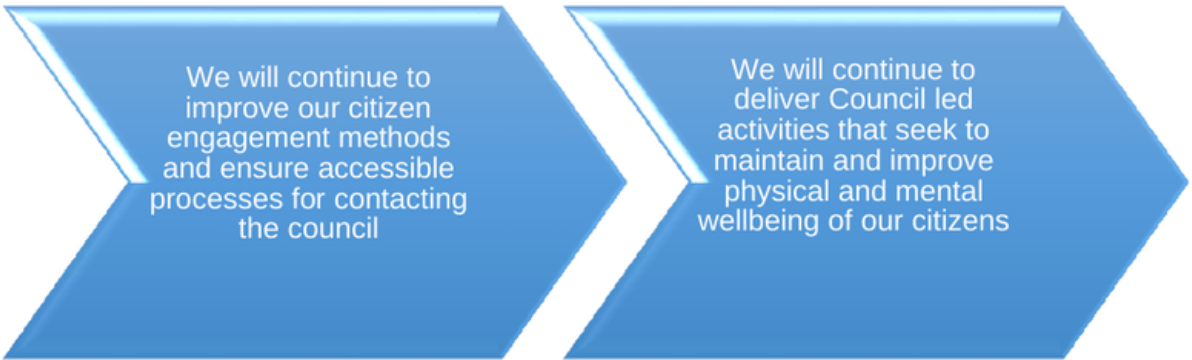 We will continue to
improve our citizen
engagement methods
and ensure accessible
processes for contacting
the council
We will continue to
deliver Council led
activities that seek to
maintain and improve
physical and mental
wellbeing of our citizens